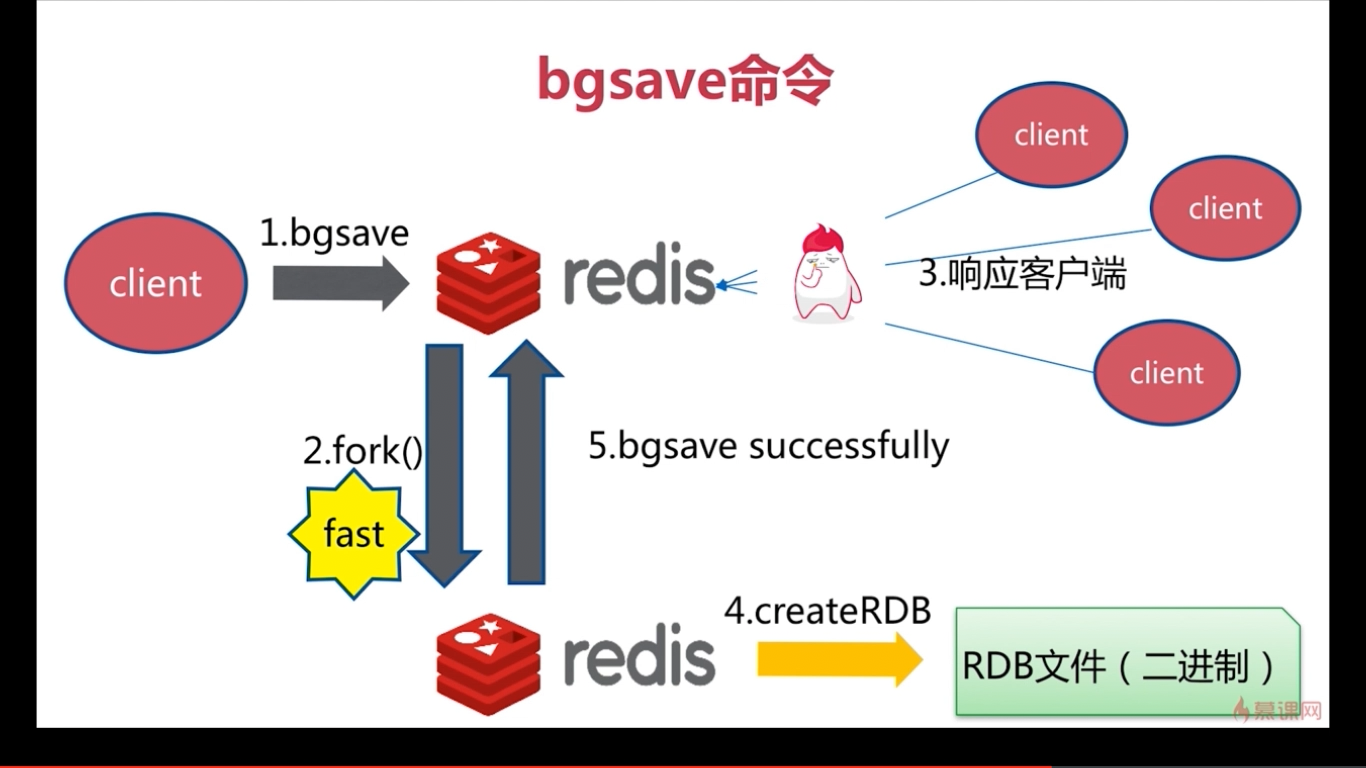 bgsave命令
client
client
1.bgsave
client
redis
3.响应客户端
client
2.fork()
5.bgsave successfully
fast
4.createRDB
redis
RDB文件（二进制）
慕课网